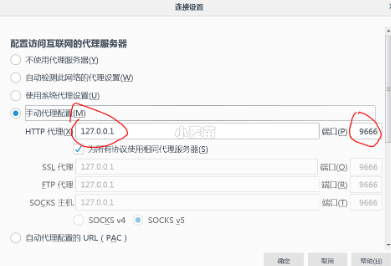 连接设置
配置访问互联网的代理服务器
不使用代理服务器(Y)
自动检测此网络的代理设置(W)
使用系统代理设置(U)
手动代理配置(M)
HTTP 代理(X) 127.0.0.1 端口(P) 9666
为所有协议使用相同代理服务器(S)
SSL 代理 127.0.0.1 端口(O) 9666
FTP 代理 127.0.0.1 端口(R) 9666
SOCKS 主机 127.0.0.1 端口(T) 9666
SOCKS v4 SOCKS v5
自动代理配置的 URL（PAC）
确定 取消 帮助(H)